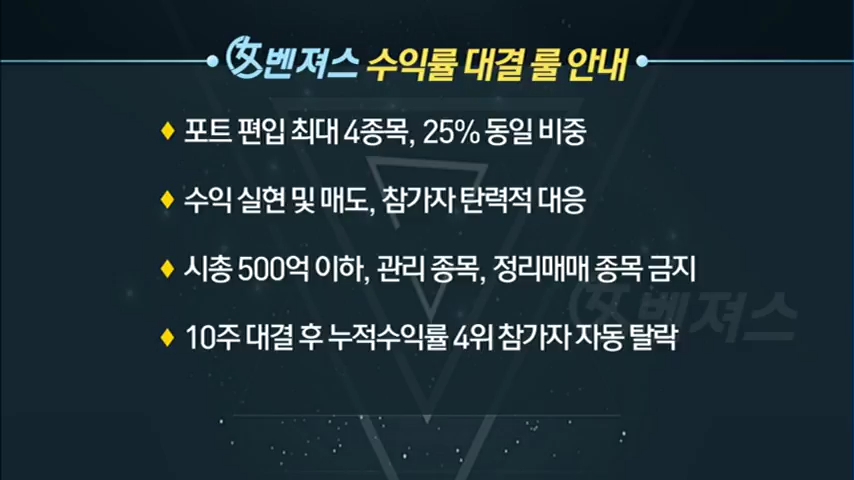 女벤져스 수익률 대결 룰 안내
포트 편입 최대 4종목, 25% 동일 비중
수익 실현 및 매도, 참가자 탄력적 대응
시총 500억 이하, 관리 종목, 정리매매 종목 금지
10주 대결 후 누적수익률 4위 참가자 자동 탈락
女벤져스